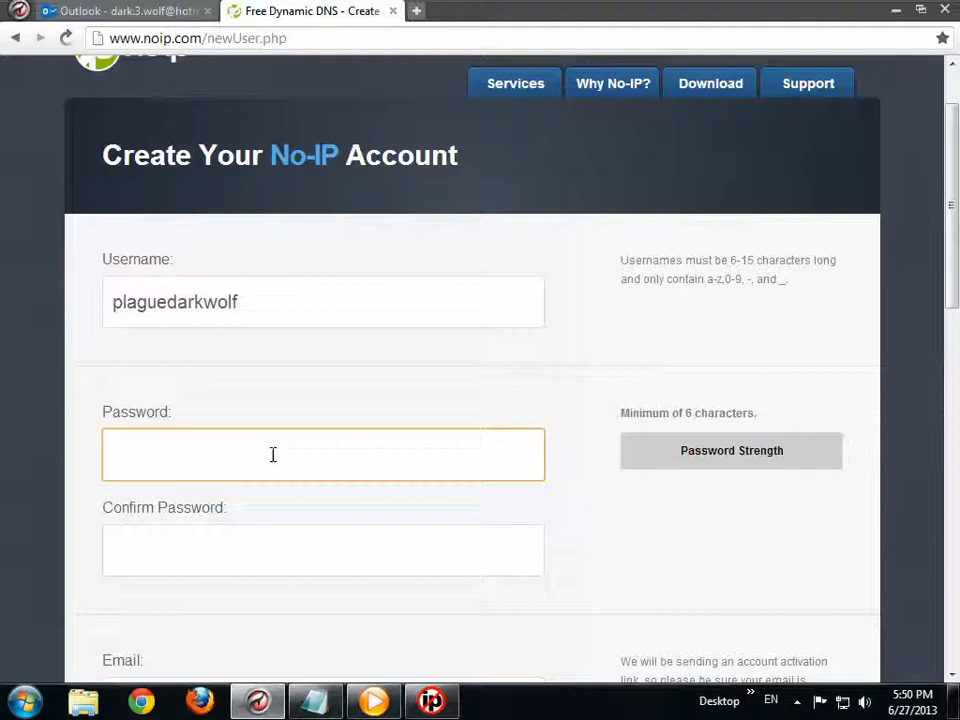 Outlook - dark.3.wolf@hotn
Free Dynamic DNS - Create
www.noip.com/newUser.php
Services
Why No-IP?
Download
Support
Create Your No-IP Account
Username:
Usernames must be 6-15 characters long
and only contain a-z,0-9, -, and _.
plaguedarkwolf
Password:
Minimum of 6 characters.
Password Strength
Confirm Password:
Email:
We will be sending an account activation
link, so please be sure your email is
Desktop
EN
5:50 PM
6/27/2013